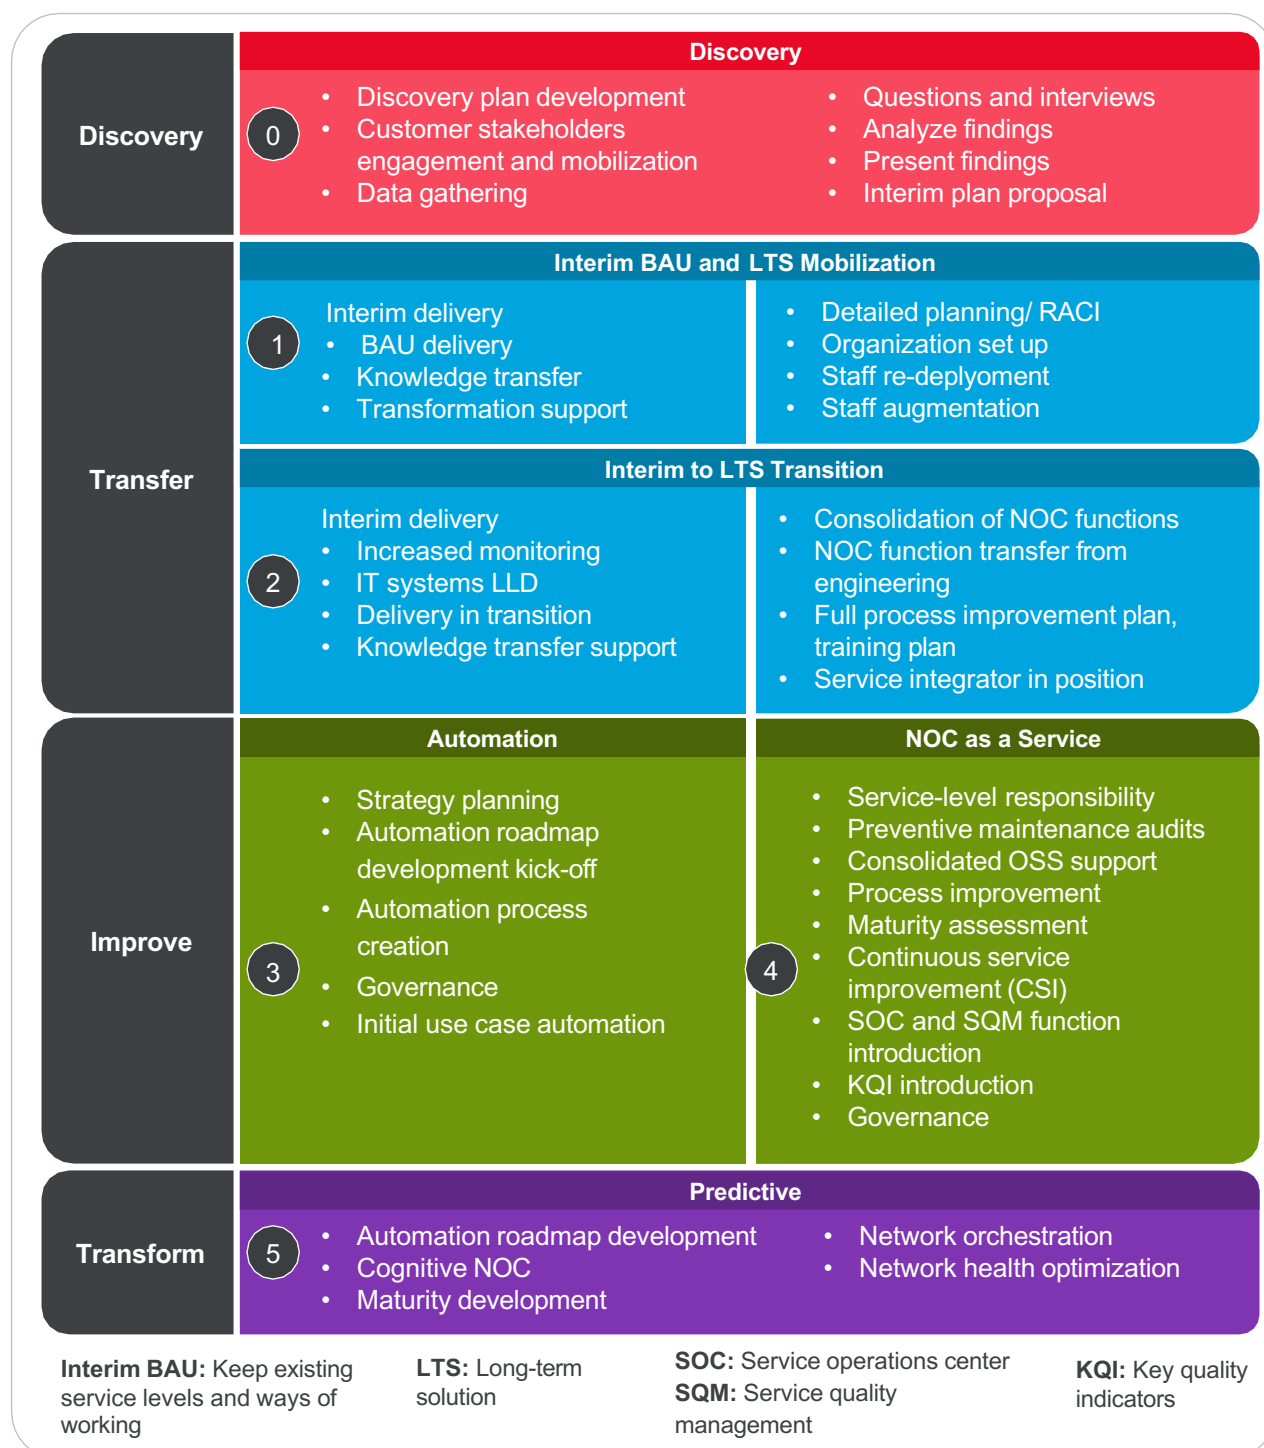 Discovery
Discovery
0
• Discovery plan development
• Customer stakeholders
engagement and mobilization
• Data gathering
• Questions and interviews
• Analyze findings
• Present findings
• Interim plan proposal
Transfer
Interim BAU and LTS Mobilization
1
Interim delivery
• BAU delivery
• Knowledge transfer
• Transformation support
• Detailed planning/ RACI
• Organization set up
• Staff re-deplyoment
• Staff augmentation
Interim to LTS Transition
2
Interim delivery
• Increased monitoring
• IT systems LLD
• Delivery in transition
• Knowledge transfer support
• Consolidation of NOC functions
• NOC function transfer from
engineering
• Full process improvement plan,
training plan
• Service integrator in position
Improve
Automation
3
• Strategy planning
• Automation roadmap
development kick-off
• Automation process
creation
• Governance
• Initial use case automation
NOC as a Service
4
• Service-level responsibility
• Preventive maintenance audits
• Consolidated OSS support
• Process improvement
• Maturity assessment
• Continuous service
improvement (CSI)
• SOC and SQM function
introduction
• KQI introduction
• Governance
Transform
Predictive
5
• Automation roadmap development
• Cognitive NOC
• Maturity development
• Network orchestration
• Network health optimization
Interim BAU: Keep existing
service levels and ways of
working
LTS: Long-term
solution
SOC: Service operations center
SQM: Service quality
management
KQI: Key quality
indicators